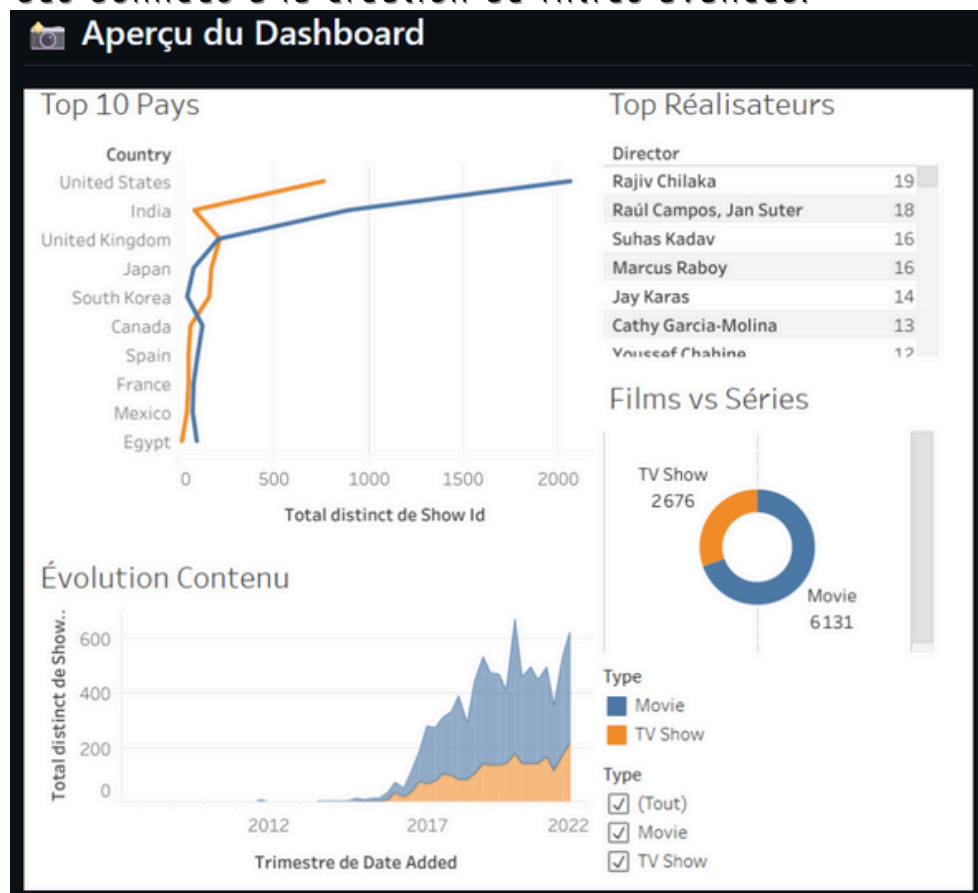 Aperçu du Dashboard
Top 10 Pays
Country
United States
India
United Kingdom
Japan
South Korea
Canada
Spain
France
Mexico
Egypt
0 500 1000 1500 2000
Total distinct de Show Id
Top Réalisateurs
Director
Rajiv Chilaka 19
Raúl Campos, Jan Suter 18
Suhas Kadav 16
Marcus Raboy 16
Jay Karas 14
Cathy Garcia-Molina 13
Youssef Chahine 12
Films vs Séries
TV Show
2676
Movie
6131
Évolution Contenu
Total distinct de Show..
600
400
200
0
2012 2017 2022
Trimestre de Date Added
Type
Movie
TV Show
Type
(Tout)
Movie
TV Show